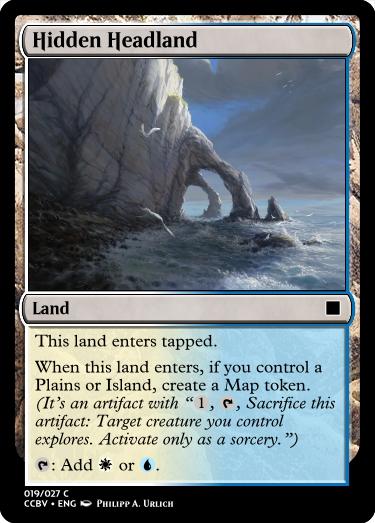 Hidden Headland
Land
This land enters tapped.
When this land enters, if you control a
Plains or Island, create a Map token.
(It's an artifact with “1, , Sacrifice this
artifact: Target creature you control
explores. Activate only as a sorcery.”)
: Add or .
019/027 C
CCBV • ENG Philipp A. Urlich